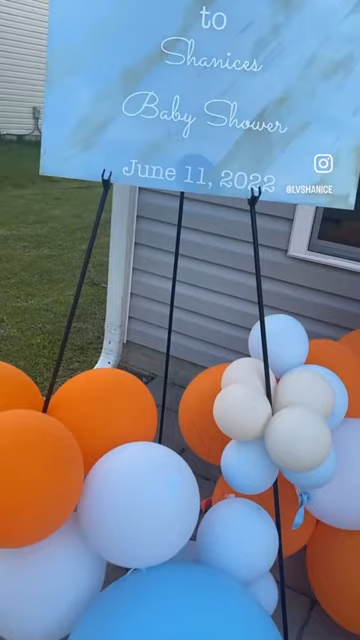 to
Shanices
Baby Shower
June 11, 2022
@LVSHANICE